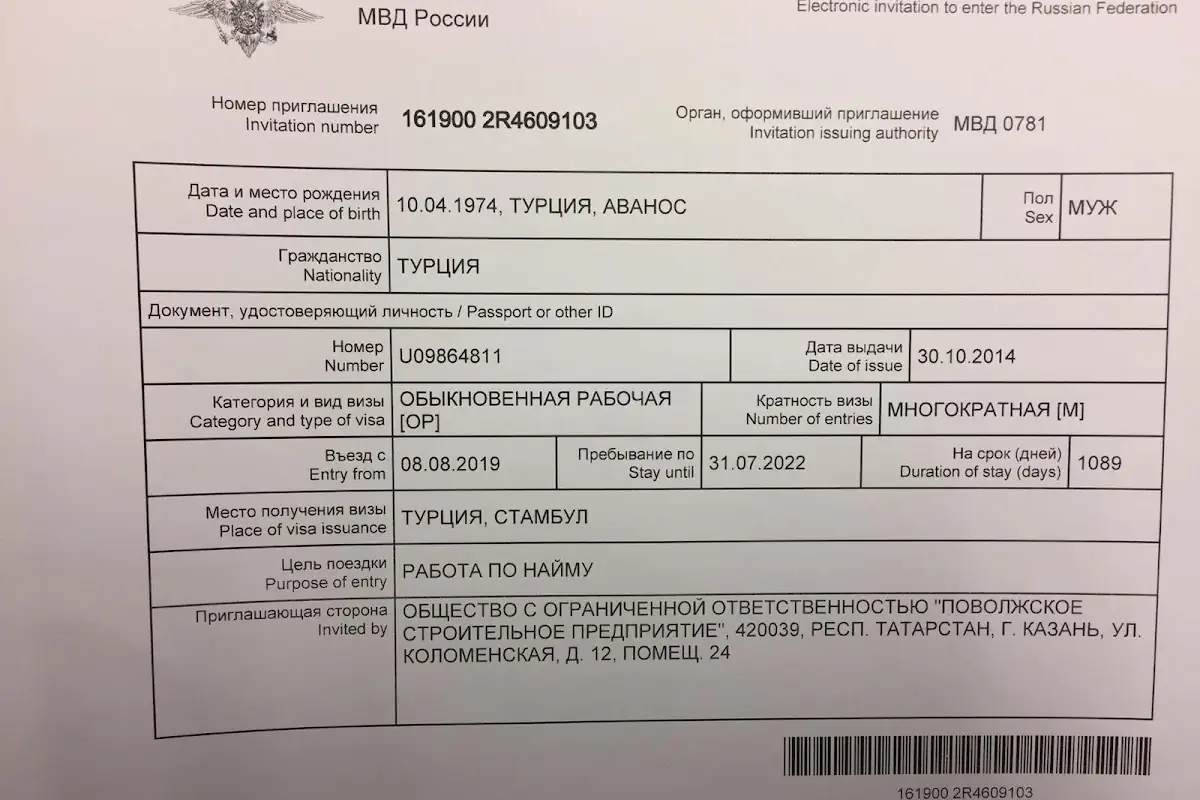 МВД России
Electronic invitation to enter the Russian Federation
Номер приглашения
Invitation number
161900 2R4609103
Орган, оформивший приглашение
Invitation issuing authority
МВД 0781
Дата и место рождения
Date and place of birth
10.04.1974, ТУРЦИЯ, АВАНОС
Пол
Sex
МУЖ
Гражданство
Nationality
ТУРЦИЯ
Документ, удостоверяющий личность / Passport or other ID
Номер
Number
U09864811
Дата выдачи
Date of issue
30.10.2014
Категория и вид визы
Category and type of visa
ОБЫКНОВЕННАЯ РАБОЧАЯ
[ОР]
Кратность визы
Number of entries
МНОГОКРАТНАЯ [М]
Въезд с
Entry from
08.08.2019
Пребывание по
Stay until
31.07.2022
На срок (дней)
Duration of stay (days)
1089
Место получения визы
Place of visa issuance
ТУРЦИЯ, СТАМБУЛ
Цель поездки
Purpose of entry
РАБОТА ПО НАЙМУ
Приглашающая сторона
Invited by
ОБЩЕСТВО С ОГРАНИЧЕННОЙ ОТВЕТСТВЕННОСТЬЮ "ПОВОЛЖСКОЕ
СТРОИТЕЛЬНОЕ ПРЕДПРИЯТИЕ", 420039, РЕСП. ТАТАРСТАН, Г. КАЗАНЬ, УЛ.
КОЛОМЕНСКАЯ, Д. 12, ПОМЕЩ. 24
161900 2R4609103